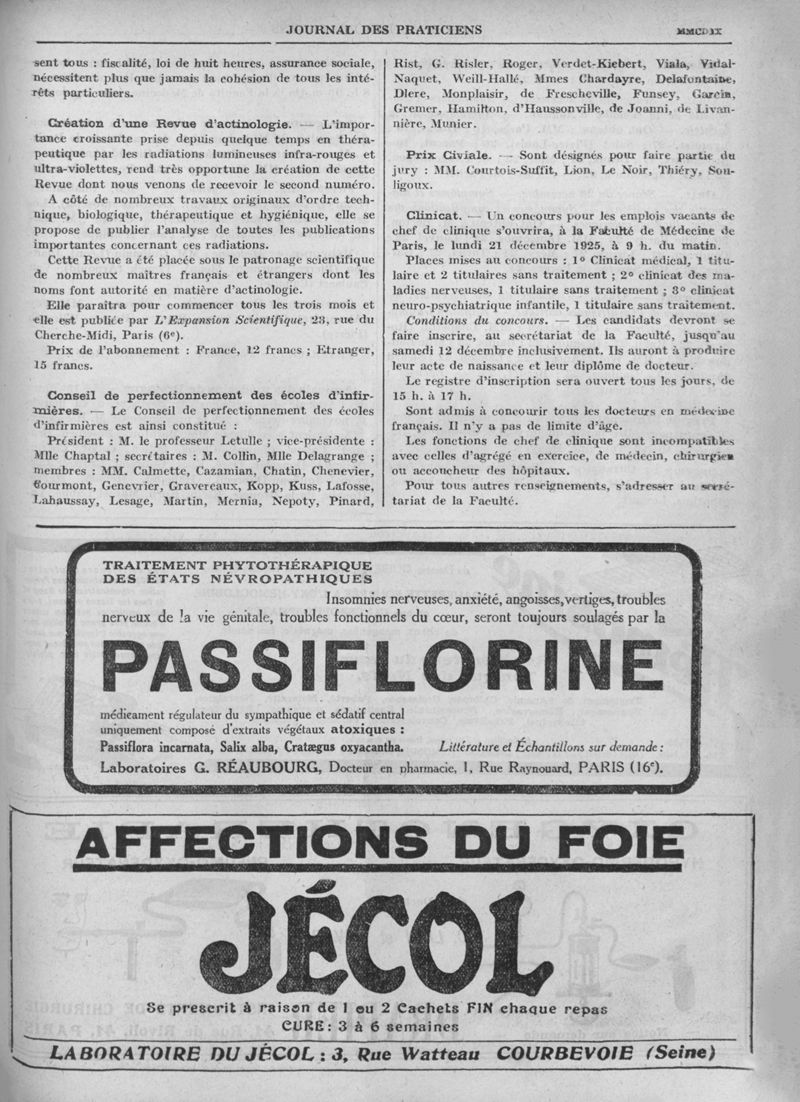 JOURNAL DES PRATICIENS
sent tous : fiscalité, loi de huit heures, assurance sociale,
nécessitent plus que jamais la cohésion de tous les inté-
rêts particuliers.
Création d'une Revue d'actinologie. — L'impor-
tance croissante prise depuis quelque temps en théra-
peutique par les radiations lumineuses infra-rouges et
ultra-violettes, rend très opportune la création de cette
Revue dont nous venons de recevoir le second numéro.
A côté de nombreux travaux originaux d'ordre tech-
nique, biologique, thérapeutique et hygiénique, elle se
propose de publier l'analyse de toutes les publications
importantes concernant ces radiations.
Cette Revue a été placée sous le patronage scientifique
de nombreux maîtres français et étrangers dont les
noms font autorité en matière d'actinologie.
Elle paraîtra pour commencer tous les trois mois et
elle est publiée par L'Expansion Scientifique, 23, rue du
Cherche-Midi, Paris (6e).
Prix de l'abonnement : France, 12 francs ; Etranger,
15 francs.
Conseil de perfectionnement des écoles d'infir-
mières. — Le Conseil de perfectionnement des écoles
d'infirmières est ainsi constitué :
Président : M. le professeur Letulle ; vice-présidente :
Mlle Chaptal ; secrétaires : M. Collin, Mlle Delagrange ;
membres : MM. Calmette, Cazamian, Chatin, Chenevier,
Gourmont, Genevrier, Gravereaux, Kopp, Kuss, Lafosse,
Lahaussay, Lesage, Martin, Mernia, Nepoty, Pinard,
Rist, G. Risler, Roger, Verdet-Kiebert, Viala, Vidal-
Naquet, Weill-Hallé, Mmes Chardayre, Delafontaine,
Dlere, Monplaisir, de Frescheville, Funsey, Garcin,
Gremer, Hamilton, d'Haussonville, de Joanni, de Livan-
nière, Munier.
Prix Civiale. — Sont désignés pour faire partie du
jury : MM. Courtois-Suffit, Lion, Le Noir, Thiéry, Sou-
ligoux.
Clinicat. — Un concours pour les emplois vacants de
chef de clinique s'ouvrira, à la Faculté de Médecine de
Paris, le lundi 21 décembre 1925, à 9 h. du matin.
Places mises au concours : 1o Clinicat médical, 1 titu-
laire et 2 titulaires sans traitement ; 2o clinicat des ma-
ladies nerveuses, 1 titulaire sans traitement ; 3o clinicat
neuro-psychiatrique infantile, 1 titulaire sans traitement.
Conditions du concours. — Les candidats devront se
faire inscrire, au secrétariat de la Faculté, jusqu'au
samedi 12 décembre inclusivement. Ils auront à produire
leur acte de naissance et leur diplôme de docteur.
Le registre d'inscription sera ouvert tous les jours, de
15 h. à 17 h.
Sont admis à concourir tous les docteurs en médecine
français. Il n'y a pas de limite d'âge.
Les fonctions de chef de clinique sont incompatibles
avec celles d'agrégé en exercice, de médecin, chirurgien
ou accoucheur des hôpitaux.
Pour tous autres renseignements, s'adresser au secré-
tariat de la Faculté.
TRAITEMENT PHYTOTHÉRAPIQUE
DES ÉTATS NÉVROPATHIQUES
Insomnies nerveuses, anxiété, angoisses, vertiges, troubles
nerveux de la vie génitale, troubles fonctionnels du cœur, seront toujours soulagés par la
PASSIFLORINE
médicament régulateur du sympathique et sédatif central
uniquement composé d'extraits végétaux atoxiques :
Passiflora incarnata, Salix alba, Cratægus oxyacantha. Littérature et Échantillons sur demande :
Laboratoires G. RÉAUBOURG, Docteur en pharmacie, 1, Rue Raynouard, PARIS (16e).
AFFECTIONS DU FOIE
JÉCOL
Se prescrit à raison de 1 ou 2 Cachets FIN chaque repas
CURE : 3 à 6 semaines
LABORATOIRE DU JÉCOL : 3, Rue Watteau COURBEVOIE (Seine)